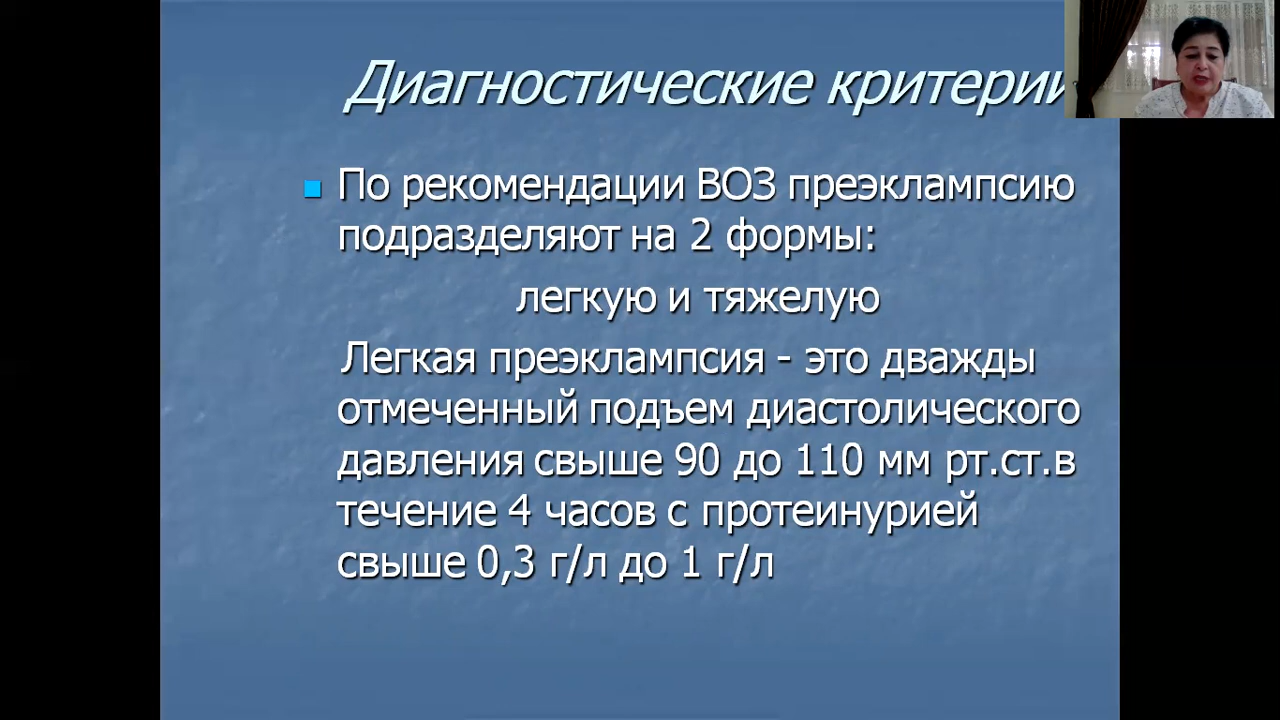 Диагностические критерии
По рекомендации ВОЗ преэклампсию
подразделяют на 2 формы:
легкую и тяжелую
Легкая преэклампсия - это дважды
отмеченный подъем диастолического
давления свыше 90 до 110 мм рт.ст.в
течение 4 часов с протеинурией
свыше 0,3 г/л до 1 г/л